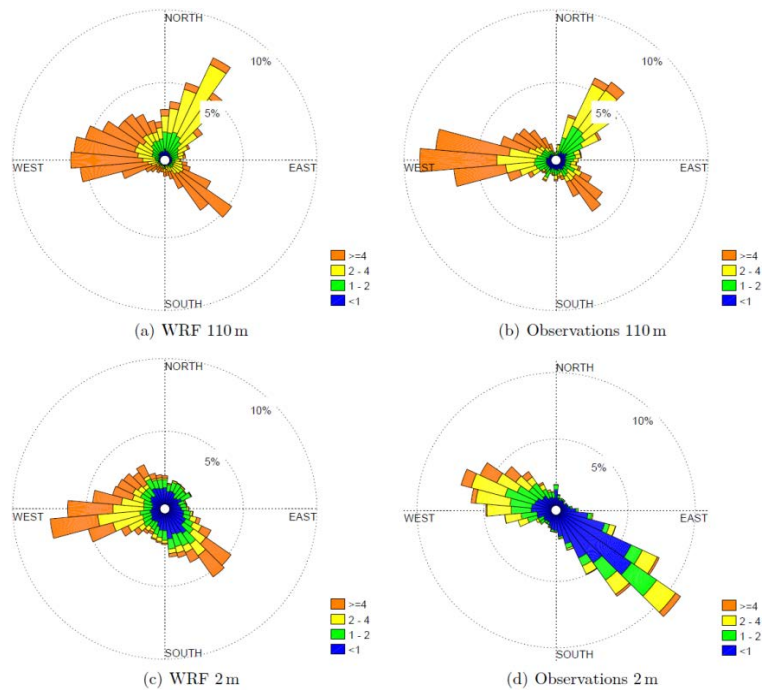 NORTH
10%
5%
WEST
EAST
SOUTH
>=4
2 - 4
1 - 2
<1
(a) WRF 110 m
NORTH
10%
5%
WEST
EAST
SOUTH
>=4
2 - 4
1 - 2
<1
(b) Observations 110 m
NORTH
10%
5%
WEST
EAST
SOUTH
>=4
2 - 4
1 - 2
<1
(c) WRF 2 m
NORTH
10%
5%
WEST
EAST
SOUTH
>=4
2 - 4
1 - 2
<1
(d) Observations 2 m